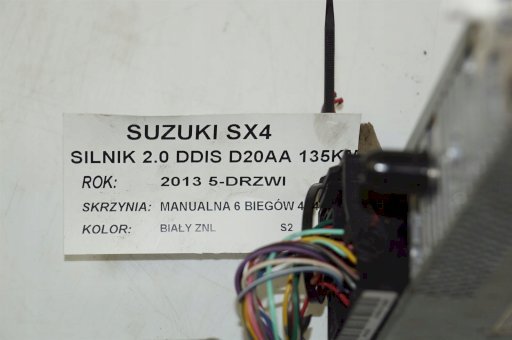 SUZUKI SX4
SILNIK 2.0 DDIS D20AA 135KM
ROK: 2013 5-DRZWI
SKRZYNIA: MANUALNA 6 BIEGÓW 4X4
KOLOR: BIAŁY ZNL S2